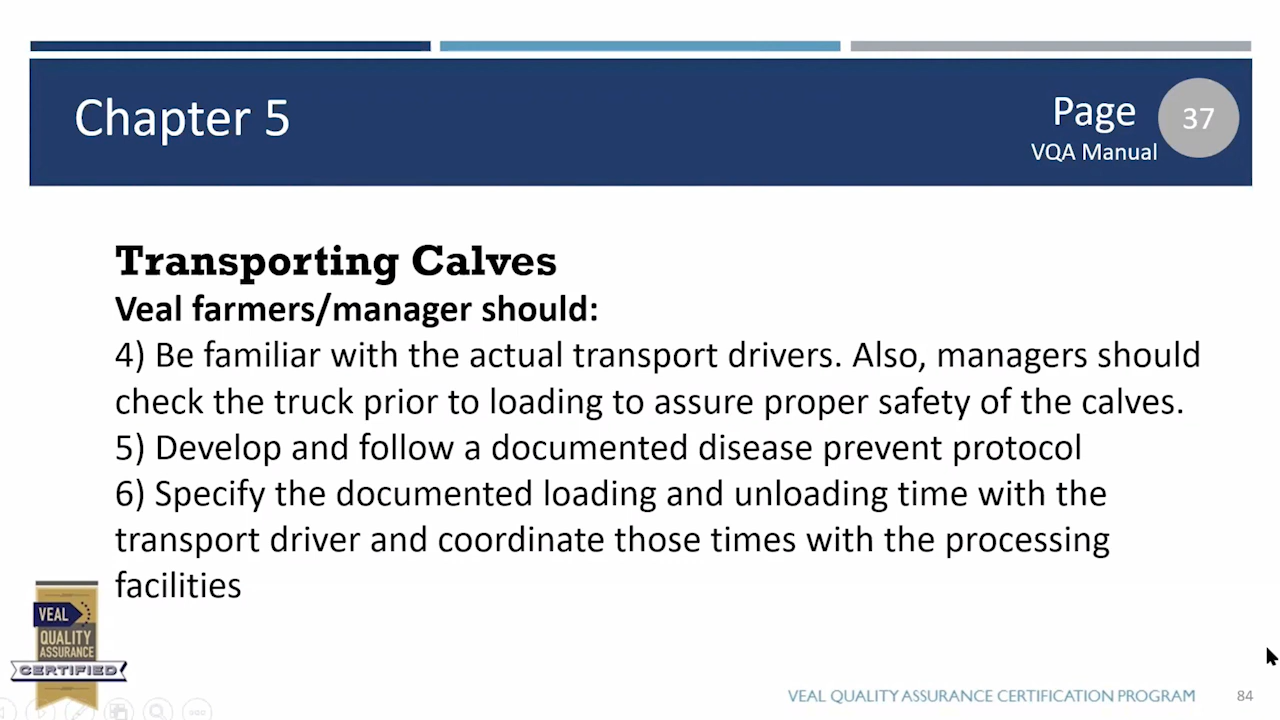 Chapter 5
Page
37
VQA Manual
Transporting Calves
Veal farmers/manager should:
4) Be familiar with the actual transport drivers. Also, managers should
check the truck prior to loading to assure proper safety of the calves.
5) Develop and follow a documented disease prevent protocol
6) Specify the documented loading and unloading time with the
transport driver and coordinate those times with the processing
facilities
VEAL
QUALITY
ASSURANCE
CERTIFIED
VEAL QUALITY ASSURANCE CERTIFICATION PROGRAM
84